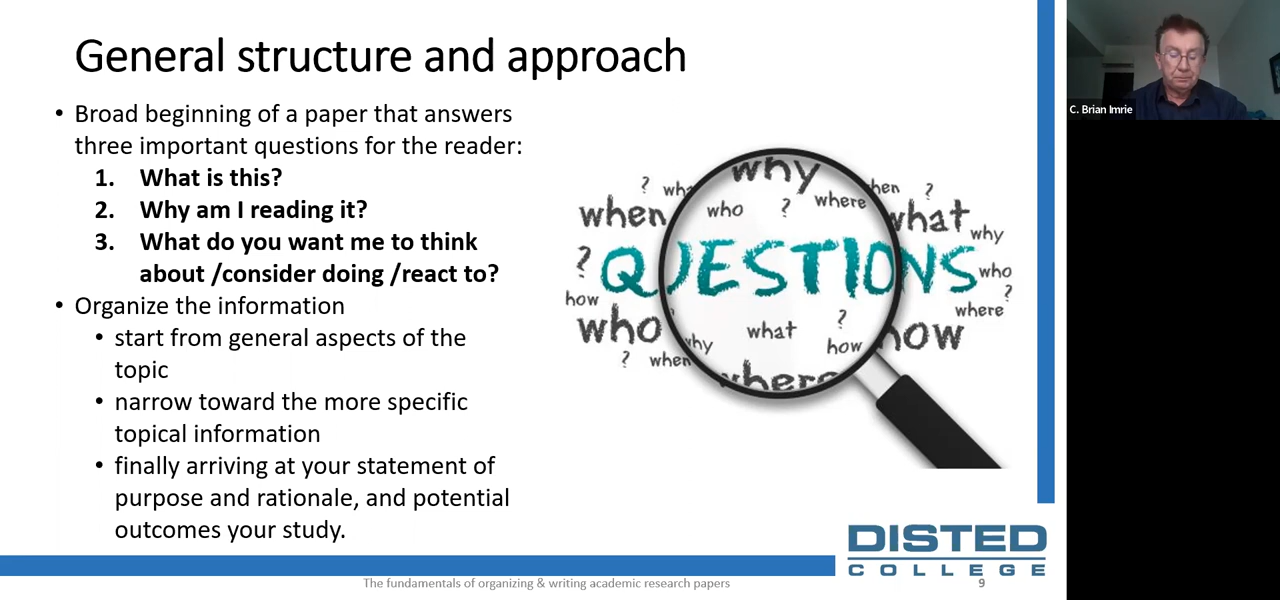 General structure and approach
• Broad beginning of a paper that answers
three important questions for the reader:
1. What is this?
2. Why am I reading it?
3. What do you want me to think
about /consider doing /react to?
• Organize the information
• start from general aspects of the
topic
• narrow toward the more specific
topical information
• finally arriving at your statement of
purpose and rationale, and potential
outcomes your study.
why
? when ?
who ? where
when what
why
QUESTIONS
? who
how ?
where
who what ? how
why how
? when
where
DISTED
COLLEGE
The fundamentals of organizing & writing academic research papers
9
C. Brian Imrie